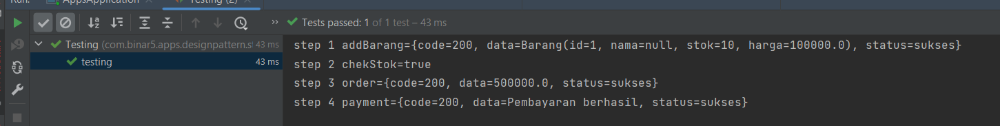 Run: AppsApplication Testing (2)
Tests passed: 1 of 1 test – 43 ms
Testing (com.binar5.apps.designpattern.s 43 ms
testing 43 ms
step 1 addBarang={code=200, data=Barang(id=1, nama=null, stok=10, harga=100000.0), status=sukses}
step 2 chekStok=true
step 3 order={code=200, data=500000.0, status=sukses}
step 4 payment={code=200, data=Pembayaran berhasil, status=sukses}